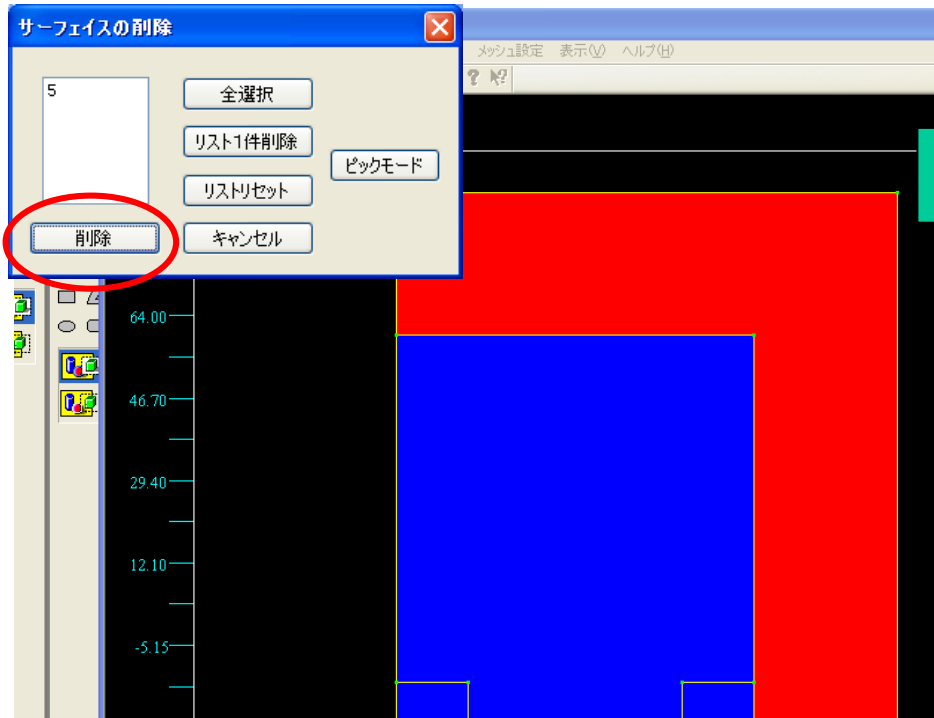 サーフェイスの削除
メッシュ設定 表示(V) ヘルプ(H)
5
全選択
リスト1件削除
ピックモード
リストリセット
削除
キャンセル
64.00
46.70
29.40
12.10
-5.15